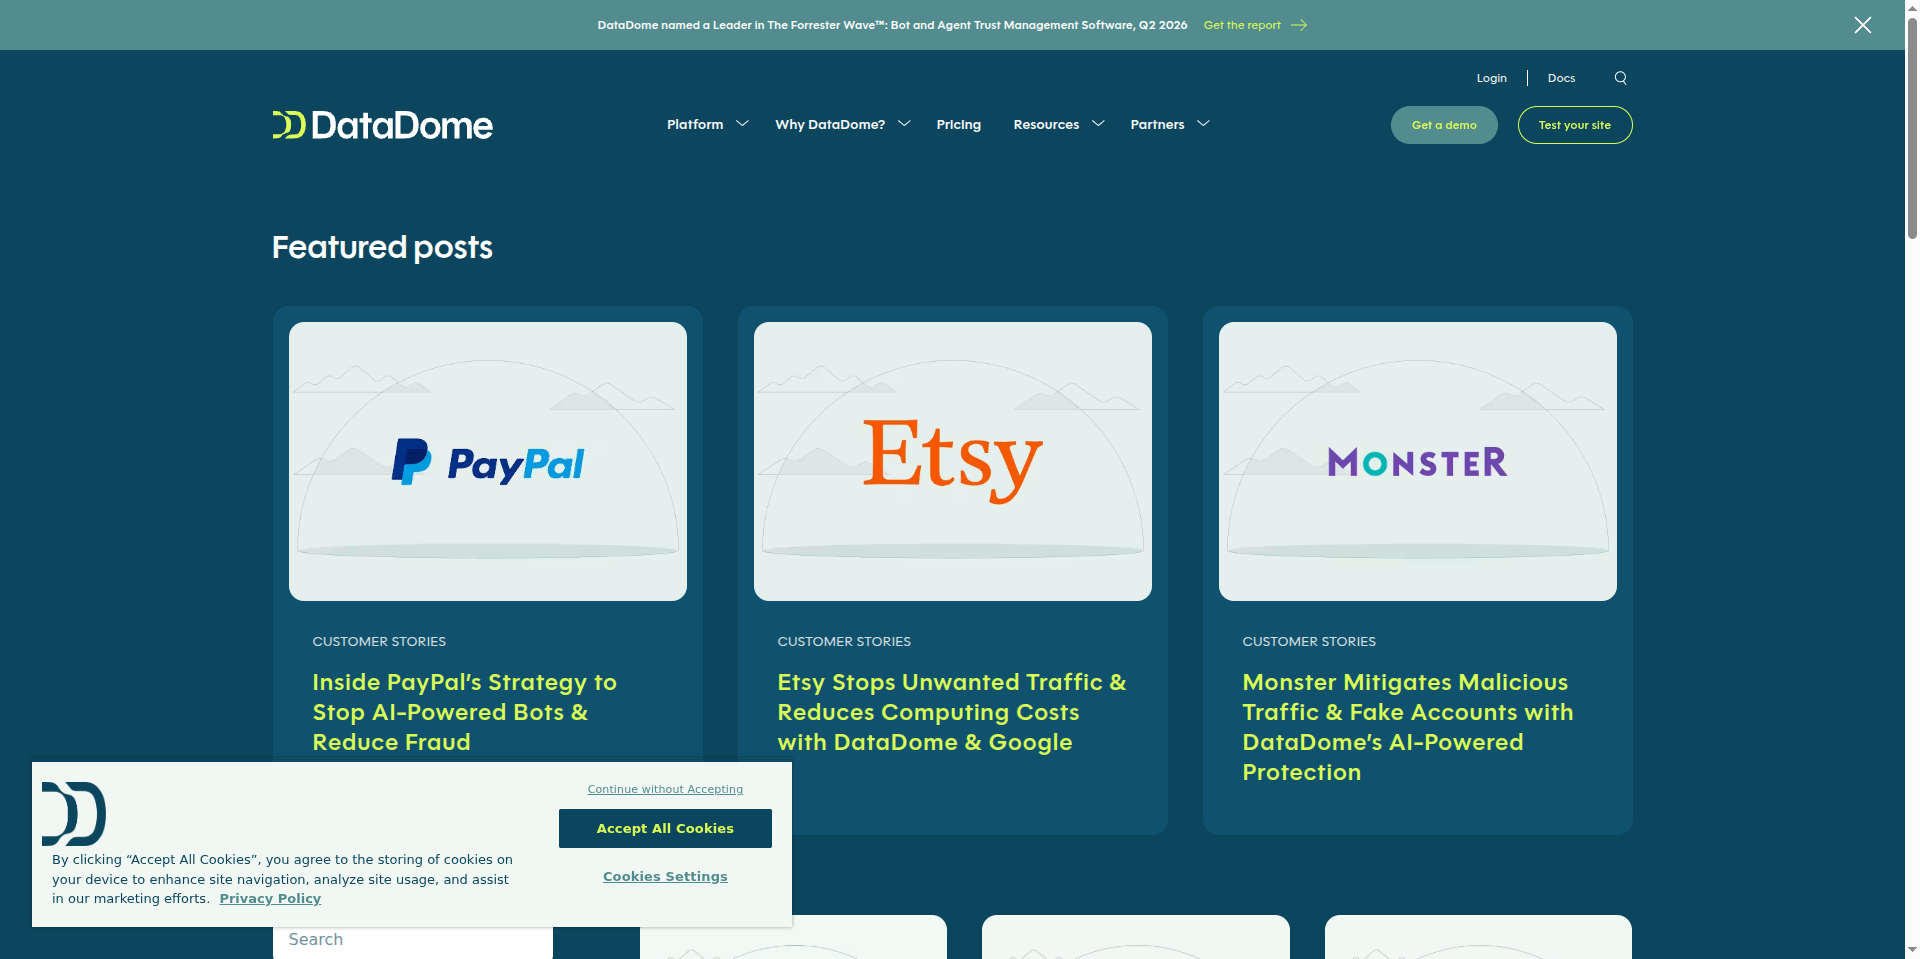 DataDome named a Leader in The Forrester Wave™: Bot and Agent Trust Management Software, Q2 2026 Get the report
Login Docs
DataDome
Platform Why DataDome? Pricing Resources Partners
Get a demo Test your site
Featured posts
PayPal
Etsy
MONSTER
CUSTOMER STORIES
Inside PayPal’s Strategy to
Stop AI-Powered Bots &
Reduce Fraud
CUSTOMER STORIES
Etsy Stops Unwanted Traffic &
Reduces Computing Costs
with DataDome & Google
CUSTOMER STORIES
Monster Mitigates Malicious
Traffic & Fake Accounts with
DataDome’s AI-Powered
Protection
By clicking “Accept All Cookies”, you agree to the storing of cookies on
your device to enhance site navigation, analyze site usage, and assist
in our marketing efforts. Privacy Policy
Continue without Accepting
Accept All Cookies
Cookies Settings
Search